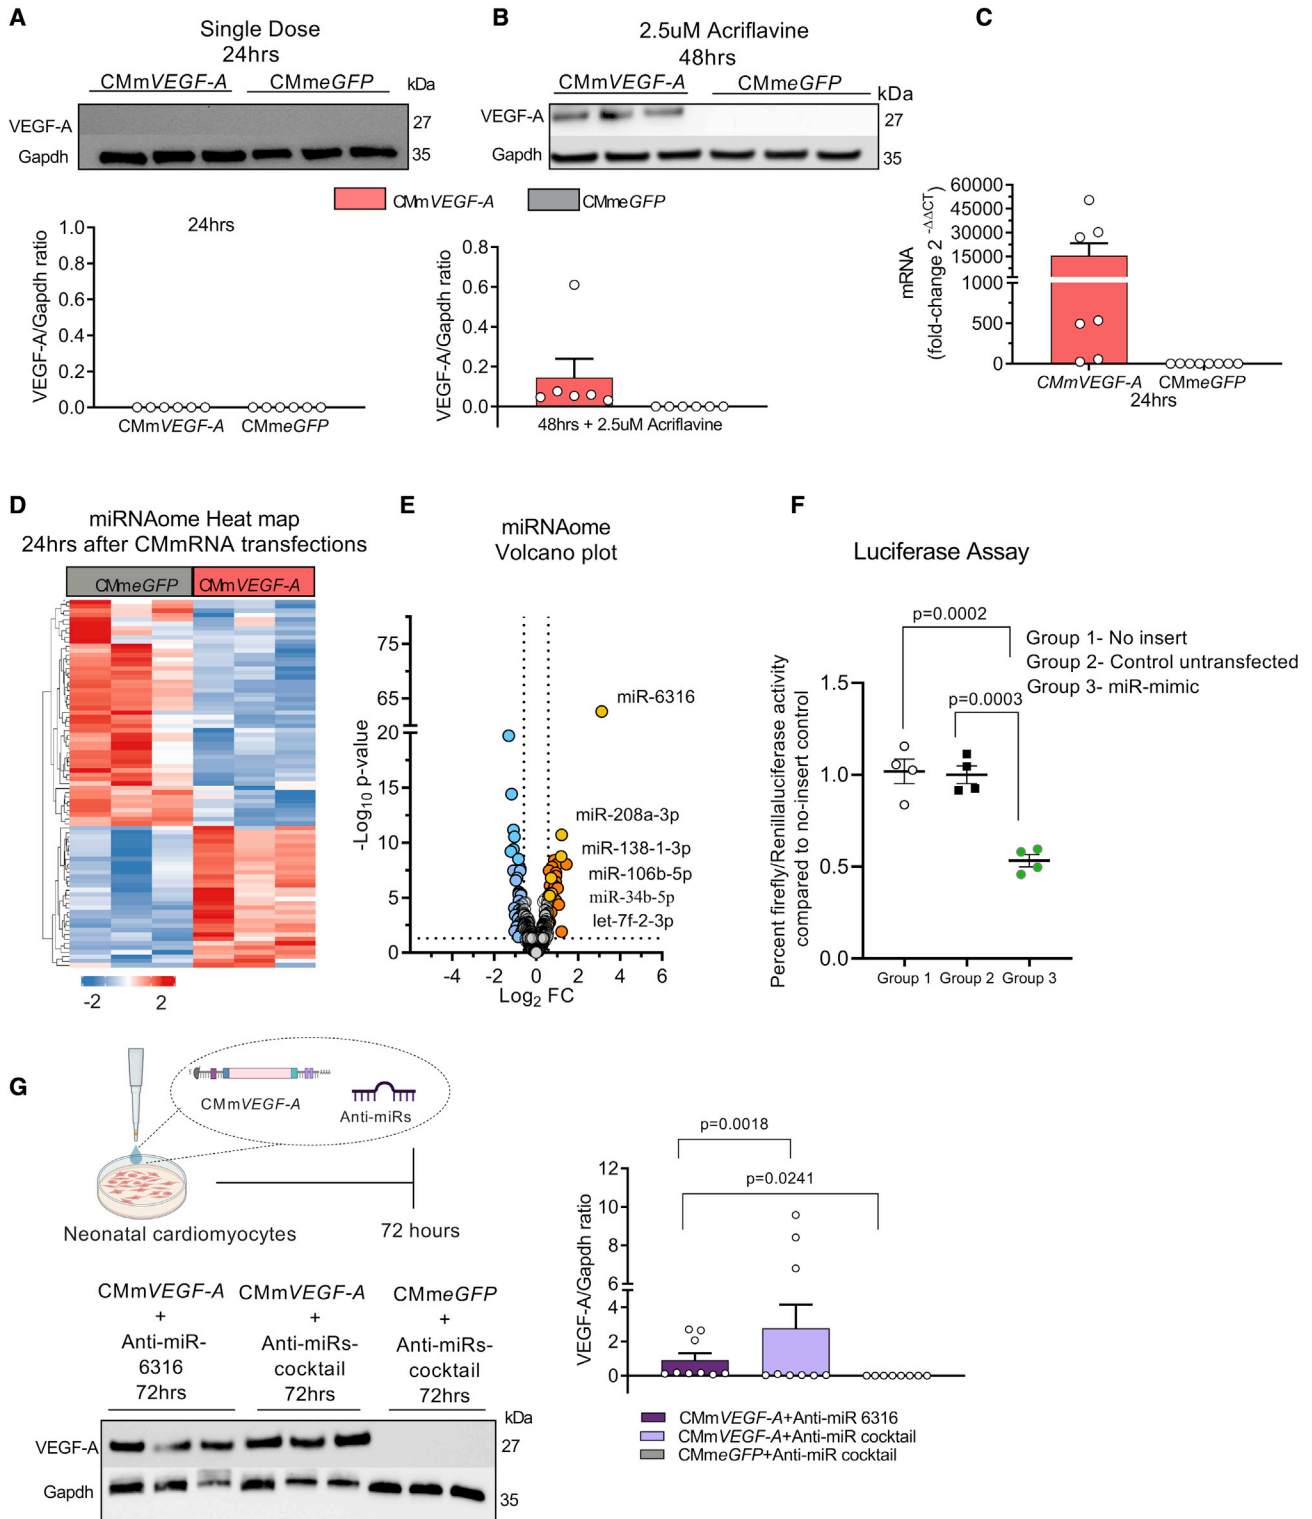 A
Single Dose
24hrs
CMmVEGF-A CMmeGFP kDa
VEGF-A 27
Gapdh 35
B
2.5uM Acriflavine
48hrs
CMmVEGF-A CMmeGFP kDa
VEGF-A 27
Gapdh 35
CMmVEGF-A CMmeGFP
24hrs
VEGF-A/Gapdh ratio
1.0
0.8
0.6
0.4
0.2
0.0
CMmVEGF-A CMmeGFP
VEGF-A/Gapdh ratio
0.8
0.6
0.4
0.2
0.0
48hrs + 2.5uM Acriflavine
C
mRNA
(fold-change 2 -ΔΔCT)
60000
45000
30000
15000
1000
500
0
CMmVEGF-A CMmeGFP
24hrs
D
miRNAome Heat map
24hrs after CMmRNA transfections
CMmeGFP CMmVEGF-A
-2 2
E
miRNAome
Volcano plot
-Log10 p-value
75
65
20
15
10
5
0
miR-6316
miR-208a-3p
miR-138-1-3p
miR-106b-5p
miR-34b-5p
let-7f-2-3p
-4 -2 0 2 4 6
Log2 FC
F
Luciferase Assay
p=0.0002
p=0.0003
Group 1- No insert
Group 2- Control untransfected
Group 3- miR-mimic
Percent firefly/Renillaluciferase activity
compared to no-insert control
1.5
1.0
0.5
0.0
Group 1 Group 2 Group 3
G
CMmVEGF-A
Anti-miRs
Neonatal cardiomyocytes
72 hours
CMmVEGF-A
+
Anti-miR-
6316
72hrs
CMmVEGF-A
+
Anti-miRs-
cocktail
72hrs
CMmeGFP
+
Anti-miRs-
cocktail
72hrs
kDa
VEGF-A 27
Gapdh 35
p=0.0018
p=0.0241
VEGF-A/Gapdh ratio
12
10
8
6
4
2
0
CMmVEGF-A+Anti-miR 6316
CMmVEGF-A+Anti-miR cocktail
CMmeGFP+Anti-miR cocktail